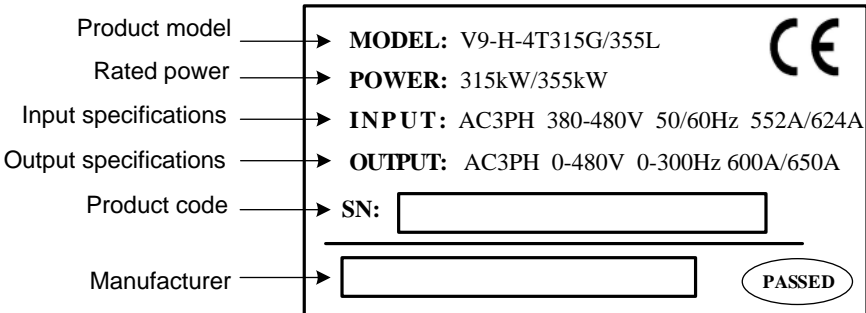 Product model MODEL: V9-H-4T315G/355L CE
Rated power POWER: 315kW/355kW
Input specifications INPUT: AC3PH 380-480V 50/60Hz 552A/624A
Output specifications OUTPUT: AC3PH 0-480V 0-300Hz 600A/650A
Product code SN:
Manufacturer PASSED